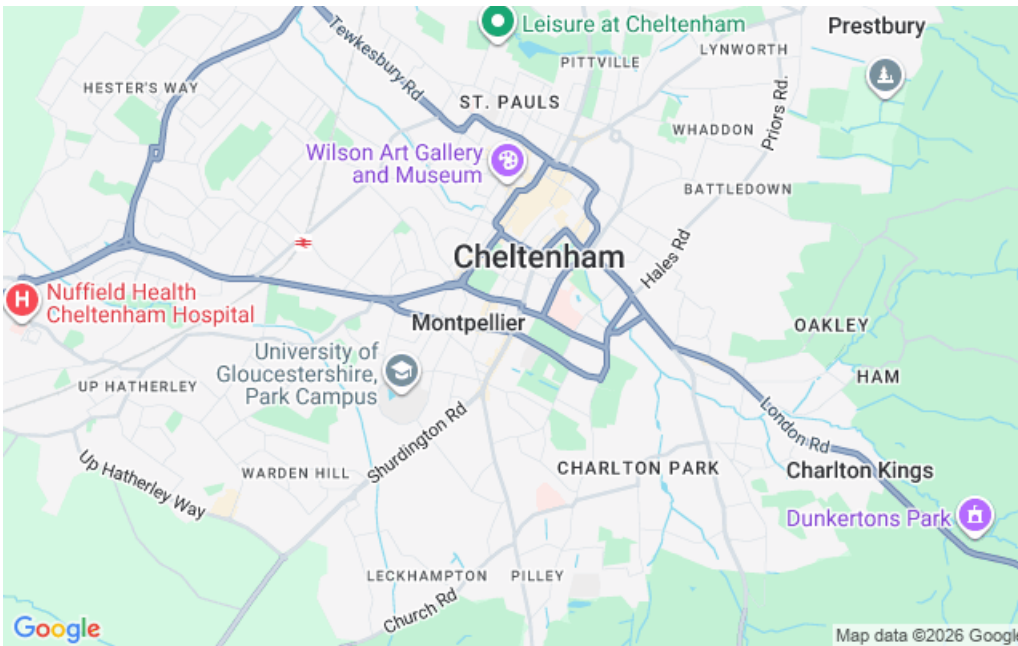 Leisure at Cheltenham
Prestbury
Tewkesbury Rd
PITTVILLE
LYNWORTH
HESTER'S WAY
ST. PAULS
Priors Rd.
WHADDON
Wilson Art Gallery
and Museum
BATTLEDOWN
Cheltenham
Hales Rd
H
Nuffield Health
Cheltenham Hospital
Montpellier
OAKLEY
University of
Gloucestershire,
Park Campus
HAM
UP HATHERLEY
London Rd
Shurdington Rd
WARDEN HILL
CHARLTON PARK
Charlton Kings
Up Hatherley Way
Dunkertons Park
LECKHAMPTON
PILLEY
Church Rd
Google
Map data ©2026 Google